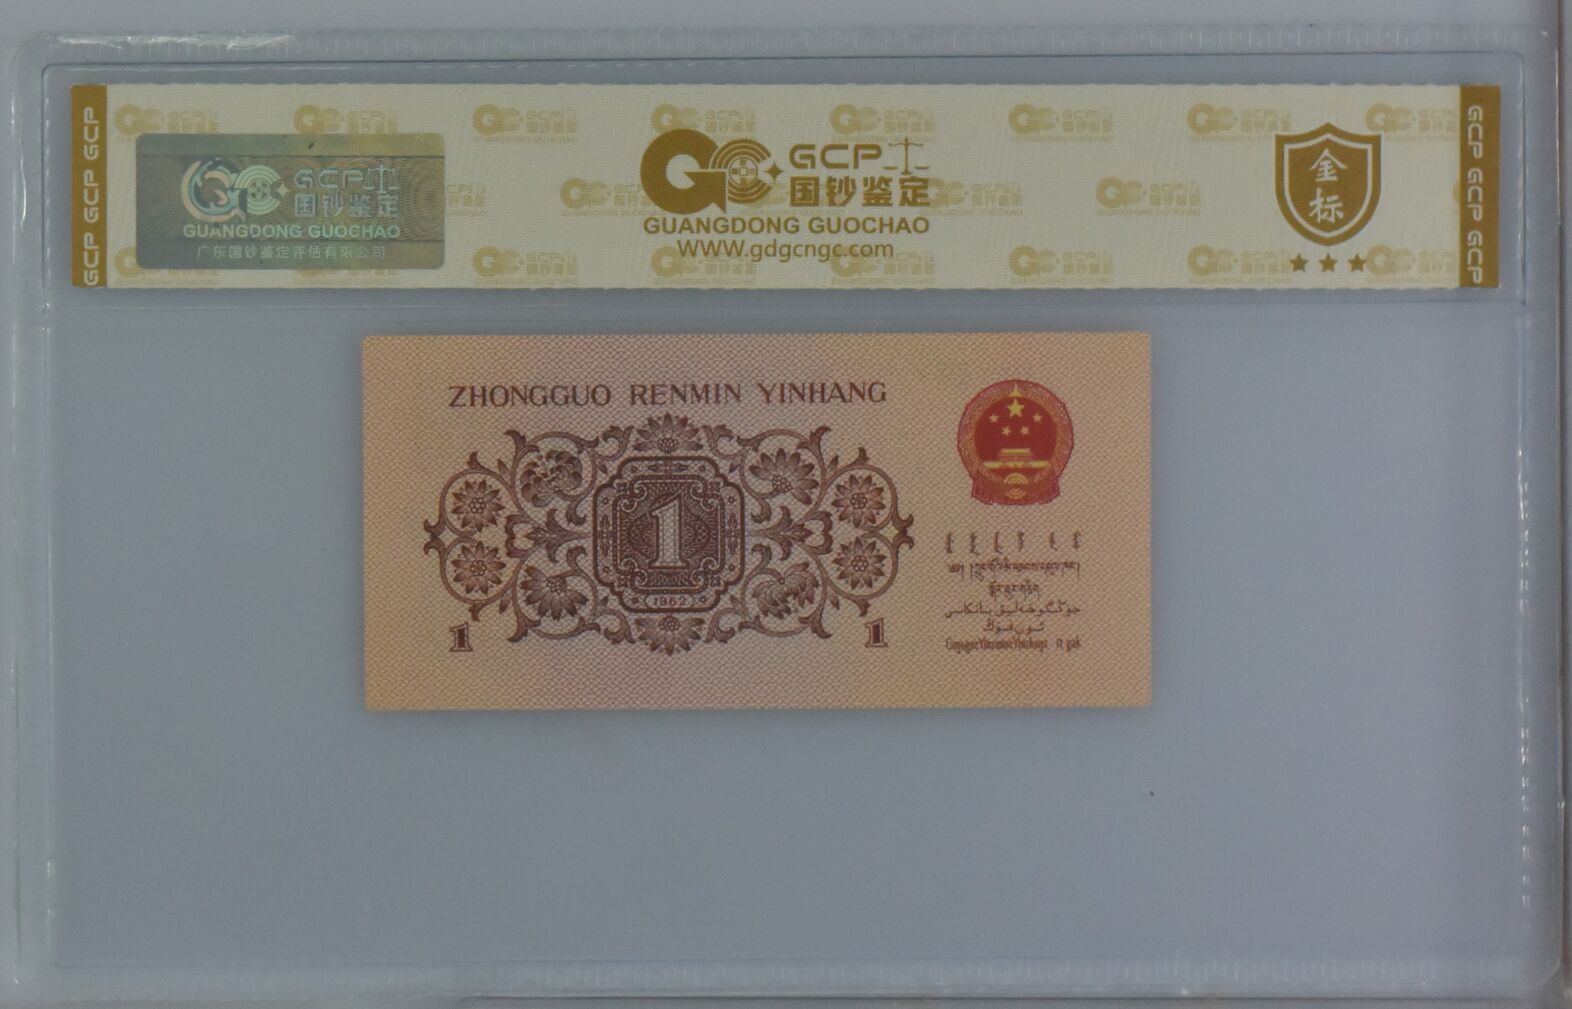 GCP GCP GCP
GCP
国钞鉴定
GUANGDONG GUOCHAO
广东国钞鉴定评估有限公司
GCP
国钞鉴定
GUANGDONG GUOCHAO
WWW.gdgcngc.com
金
标
GCP GCP GCP
ZHONGGUO RENMIN YINHANG
1
1962
1
1